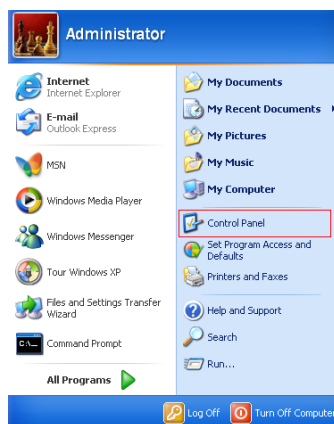 Administrator
Internet
Internet Explorer
E-mail
Outlook Express
MSN
Windows Media Player
Windows Messenger
Tour Windows XP
Files and Settings Transfer
Wizard
C:\_
Command Prompt
All Programs
My Documents
My Recent Documents
My Pictures
My Music
My Computer
Control Panel
Set Program Access and
Defaults
Printers and Faxes
Help and Support
Search
Run...
Log Off
Turn Off Computer